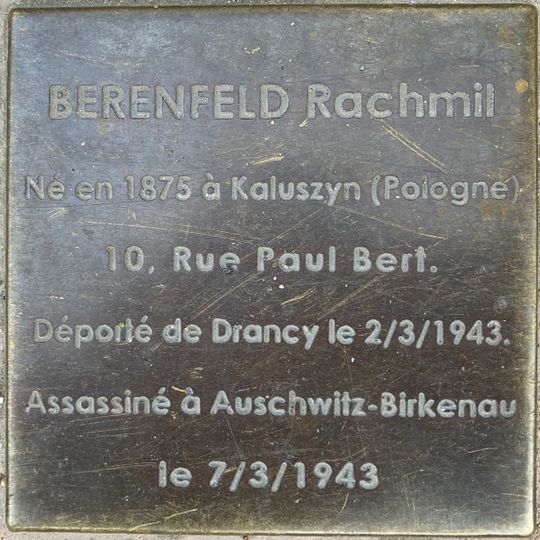 BERENFELD Rachmil
Né en 1875 à Kaluszyn (Pologne)
10, Rue Paul Bert.
Déporté de Drancy le 2/3/1943.
Assassiné à Auschwitz-Birkenau
le 7/3/1943